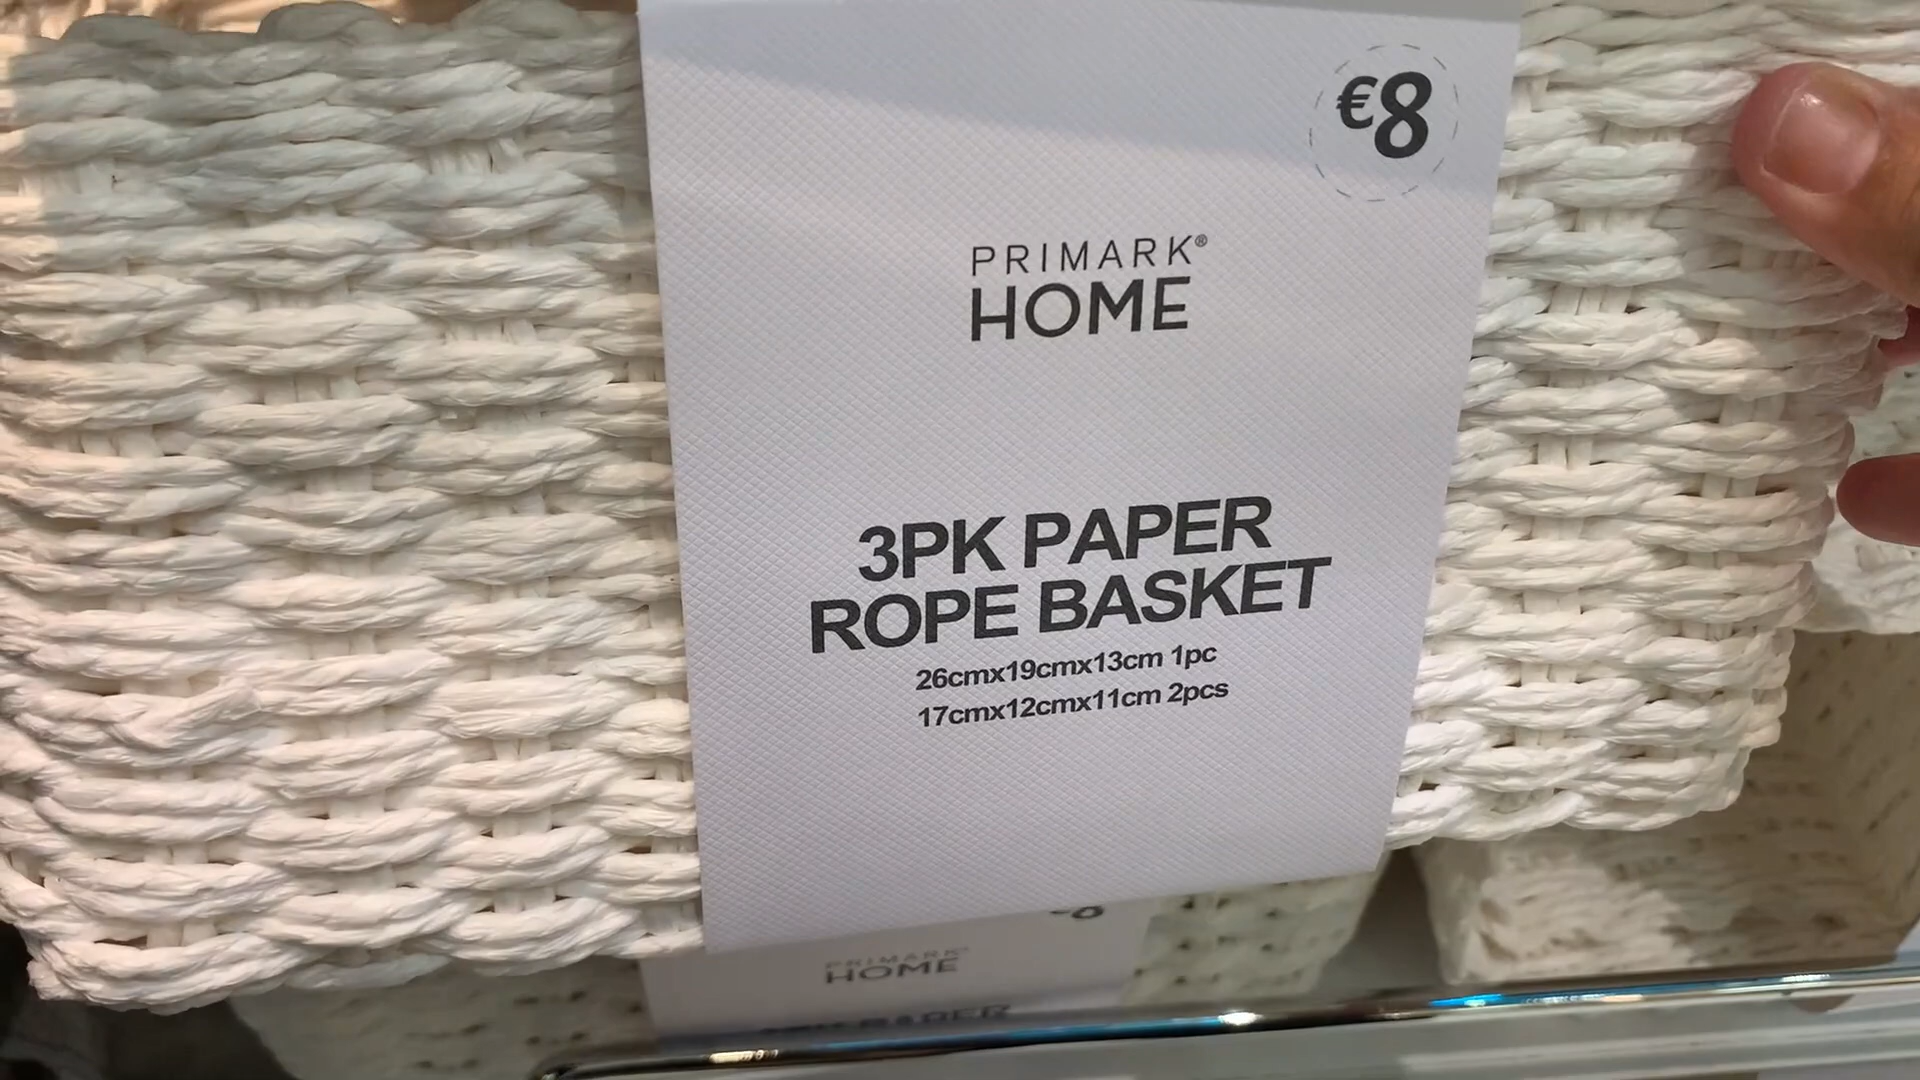 €8
PRIMARK®
HOME
3PK PAPER
ROPE BASKET
26cmx19cmx13cm 1pc
17cmx12cmx11cm 2pcs
PRIMARK
HOME